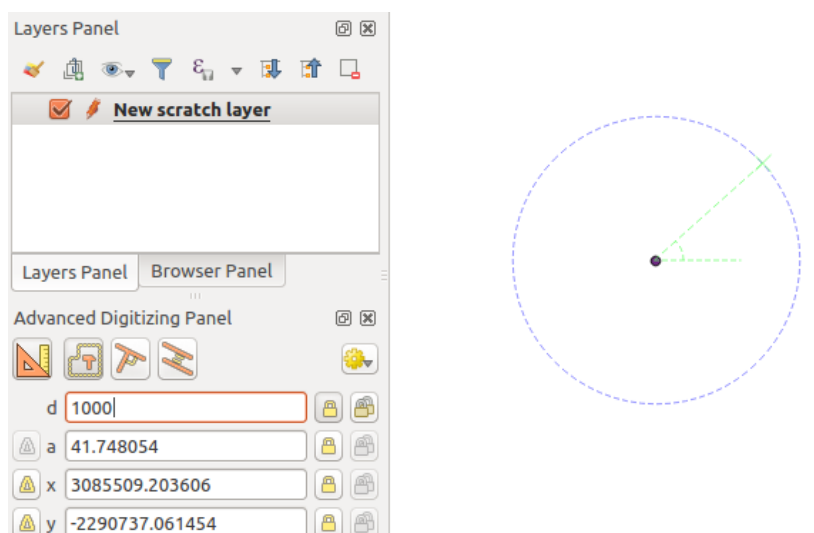 Layers Panel
New scratch layer
Layers Panel Browser Panel
Advanced Digitizing Panel
d 1000
a 41.748054
x 3085509.203606
y -2290737.061454